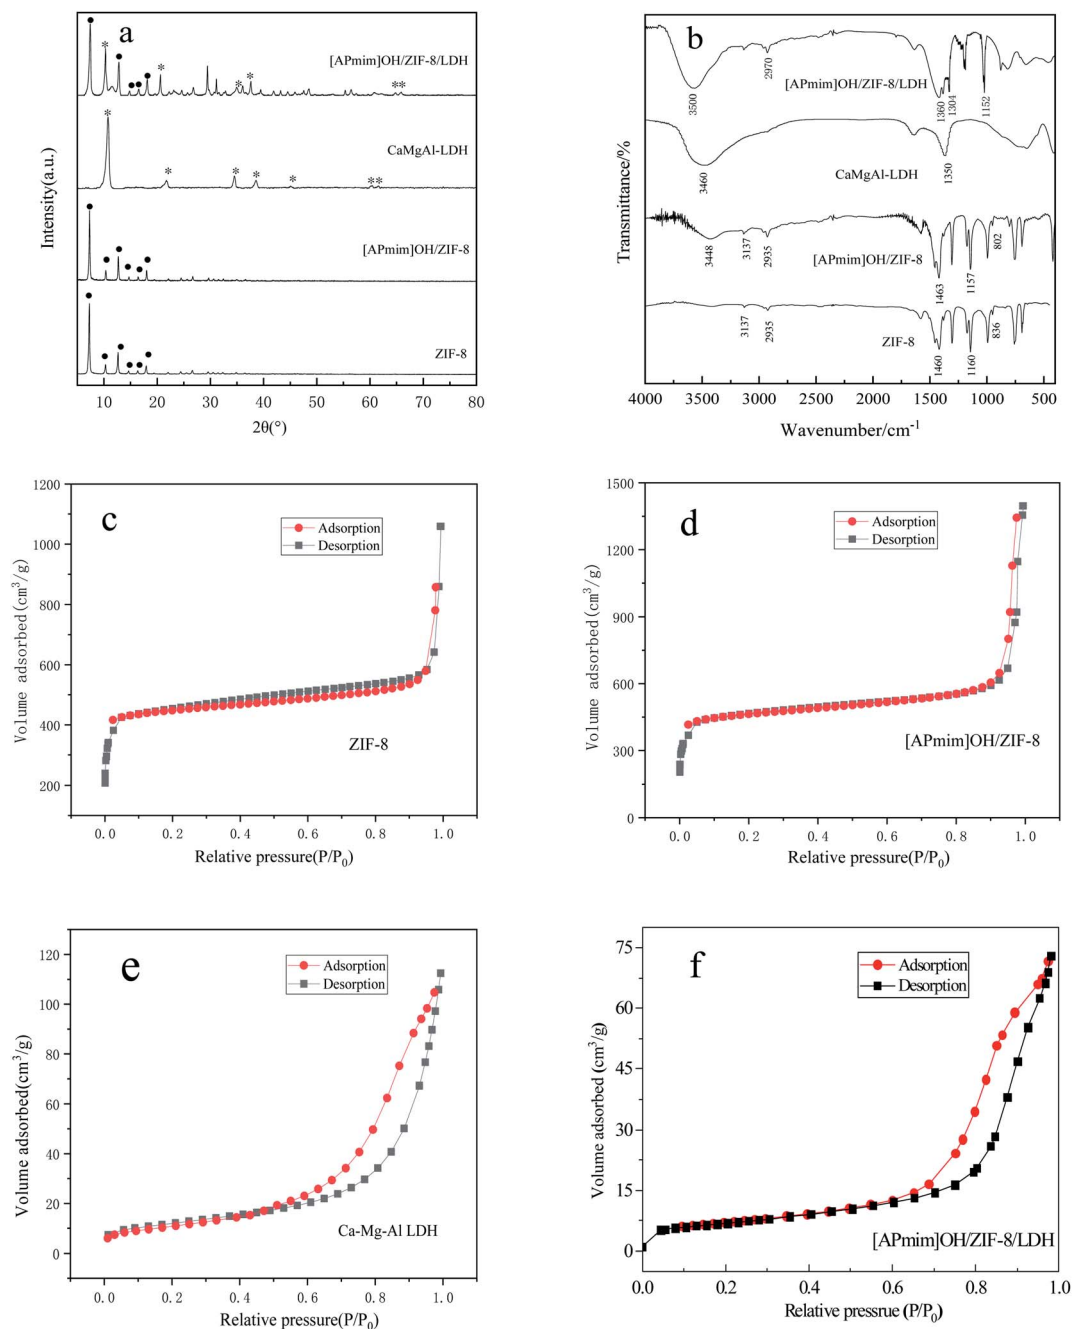 a
[APmim]OH/ZIF-8/LDH
CaMgAl-LDH
[APmim]OH/ZIF-8
ZIF-8
Intensity(a.u.)
10 20 30 40 50 60 70 80
2θ(°)
b
2970
[APmim]OH/ZIF-8/LDH
3500
1360
1304
1152
CaMgAl-LDH
3460
1350
3448
3137
2935
802
[APmim]OH/ZIF-8
1463
1157
3137
2935
836
ZIF-8
1460
1160
Transmittance/%
4000 3500 3000 2500 2000 1500 1000 500
Wavenumber/cm⁻¹
c
Adsorption
Desorption
ZIF-8
Volume adsorbed(cm³/g)
1200
1000
800
600
400
200
0.0 0.2 0.4 0.6 0.8 1.0
Relative pressure(P/P₀)
d
Adsorption
Desorption
[APmim]OH/ZIF-8
Volume adsorbed(cm³/g)
1500
1200
900
600
300
0
0.0 0.2 0.4 0.6 0.8 1.0
Relative pressure(P/P₀)
e
Adsorption
Desorption
Ca-Mg-Al LDH
Volume adsorbed(cm³/g)
120
100
80
60
40
20
0
0.0 0.2 0.4 0.6 0.8 1.0
Relative pressure(P/P₀)
f
Adsorption
Desorption
[APmim]OH/ZIF-8/LDH
Volume adsorbed (cm³/g)
75
60
45
30
15
0
0.0 0.2 0.4 0.6 0.8 1.0
Relative pressrue (P/P₀)